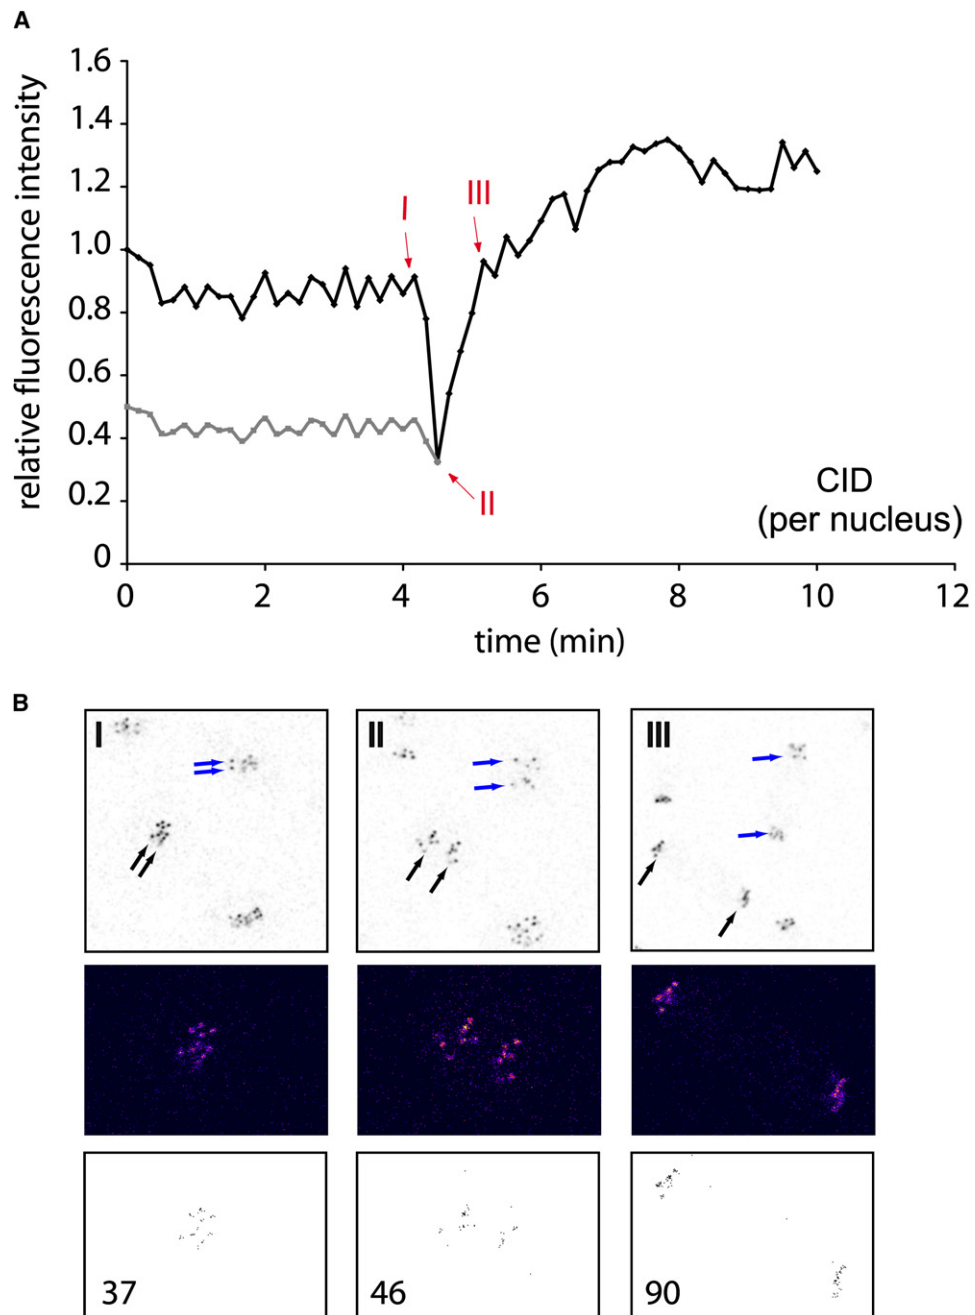 A
relative fluorescence intensity
1.6
1.4
1.2
1.0
0.8
0.6
0.4
0.2
0
I
III
II
CID
(per nucleus)
0 2 4 6 8 10 12
time (min)
B
I II III
37 46 90